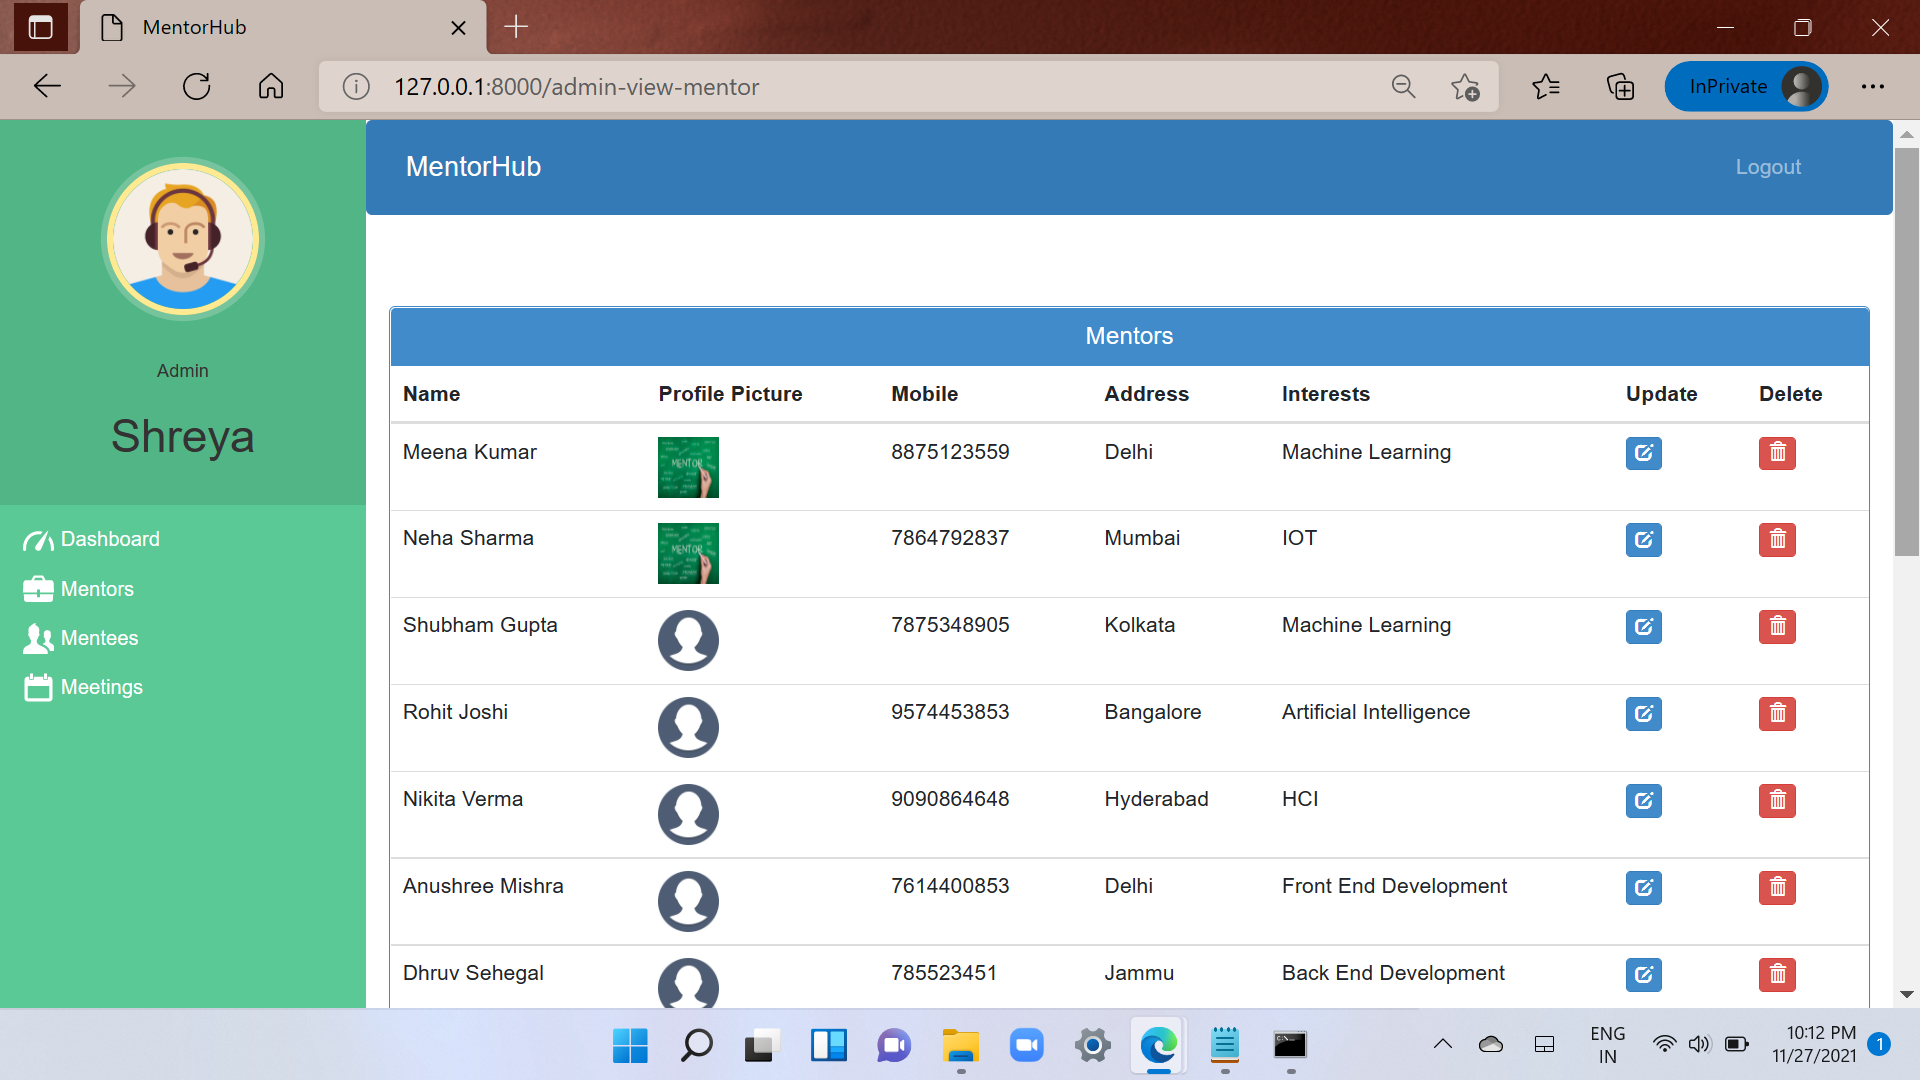 MentorHub
127.0.0.1:8000/admin-view-mentor
InPrivate
MentorHub
Logout
Admin
Shreya
Dashboard
Mentors
Mentees
Meetings
Mentors
Name Profile Picture Mobile Address Interests Update Delete
Meena Kumar MENTOR 8875123559 Delhi Machine Learning
Neha Sharma MENTOR 7864792837 Mumbai IOT
Shubham Gupta 7875348905 Kolkata Machine Learning
Rohit Joshi 9574453853 Bangalore Artificial Intelligence
Nikita Verma 9090864648 Hyderabad HCI
Anushree Mishra 7614400853 Delhi Front End Development
Dhruv Sehegal 785523451 Jammu Back End Development
ENG
IN
10:12 PM
11/27/2021
1